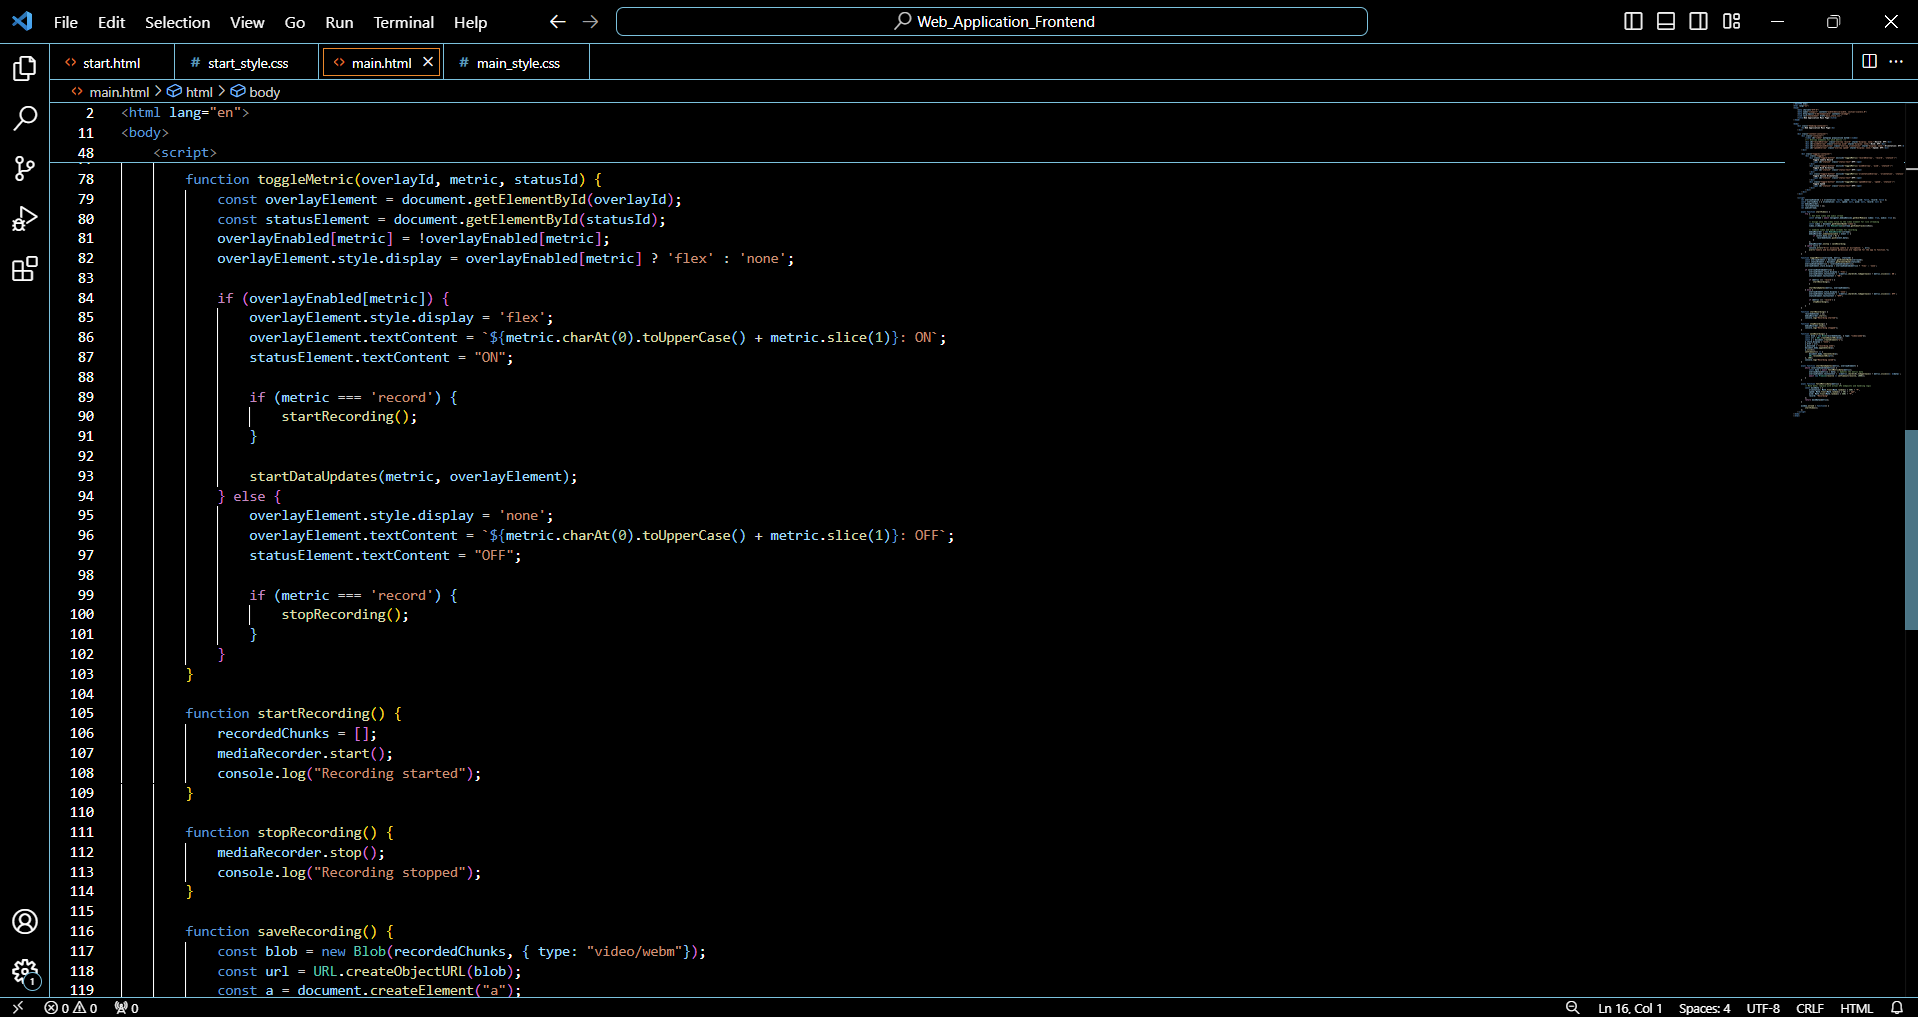 File Edit Selection View Go Run Terminal Help
Web_Application_Frontend
start.html
start_style.css
main.html
main_style.css
main.html > html > body
2 <html lang="en">
11 <body>
48 <script>
78 function toggleMetric(overlayId, metric, statusId) {
79 const overlayElement = document.getElementById(overlayId);
80 const statusElement = document.getElementById(statusId);
81 overlayEnabled[metric] = !overlayEnabled[metric];
82 overlayElement.style.display = overlayEnabled[metric] ? 'flex' : 'none';
83
84 if (overlayEnabled[metric]) {
85 overlayElement.style.display = 'flex';
86 overlayElement.textContent = `${metric.charAt(0).toUpperCase() + metric.slice(1)}: ON`;
87 statusElement.textContent = "ON";
88
89 if (metric === 'record') {
90 startRecording();
91 }
92
93 startDataUpdates(metric, overlayElement);
94 } else {
95 overlayElement.style.display = 'none';
96 overlayElement.textContent = `${metric.charAt(0).toUpperCase() + metric.slice(1)}: OFF`;
97 statusElement.textContent = "OFF";
98
99 if (metric === 'record') {
100 stopRecording();
101 }
102 }
103 }
104
105 function startRecording() {
106 recordedChunks = [];
107 mediaRecorder.start();
108 console.log("Recording started");
109 }
110
111 function stopRecording() {
112 mediaRecorder.stop();
113 console.log("Recording stopped");
114 }
115
116 function saveRecording() {
117 const blob = new Blob(recordedChunks, { type: "video/webm"});
118 const url = URL.createObjectURL(blob);
119 const a = document.createElement("a");
1
0 0 0 Ln 16, Col 1 Spaces: 4 UTF-8 CRLF HTML